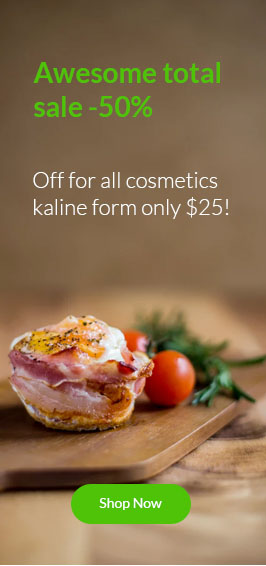 Awesome total
sale -50%
Off for all cosmetics
kaline form only $25!
Shop Now